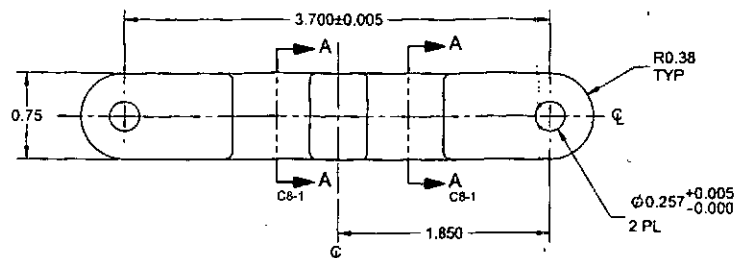 3.700±0.005
A
A
R0.38
TYP
0.75
℄
A
A
C8-1
C8-1
⌀0.257+0.005
-0.000
2 PL
1.850
℄